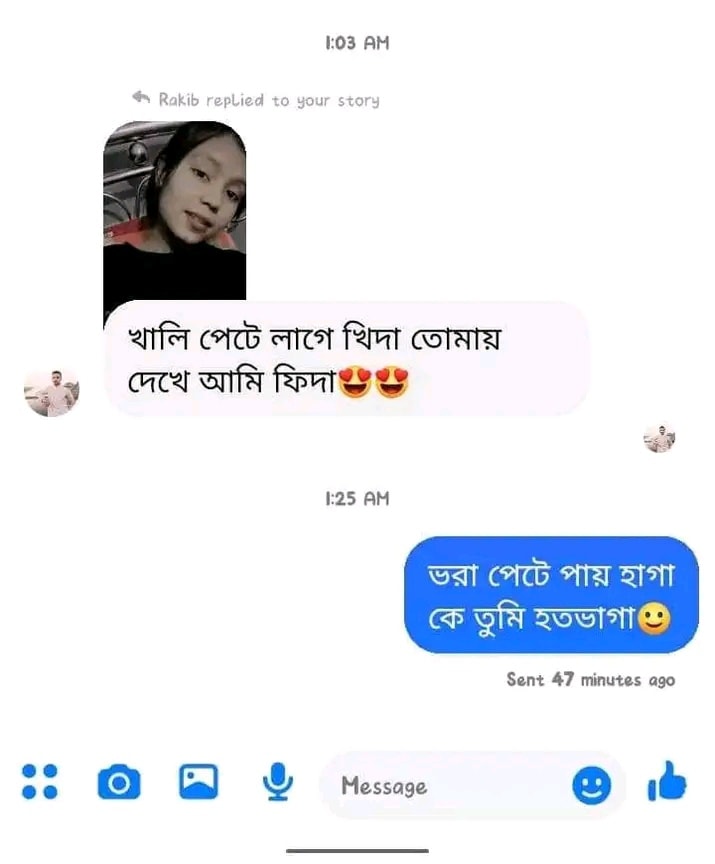 1:03 AM
Rakib replied to your story
খালি পেটে লাগে খিদা তোমায়
দেখে আমি ফিদা😍😍
1:25 AM
ভরা পেটে পায় হাগা
কে তুমি হতভাগা🙂
Sent 47 minutes ago
Message